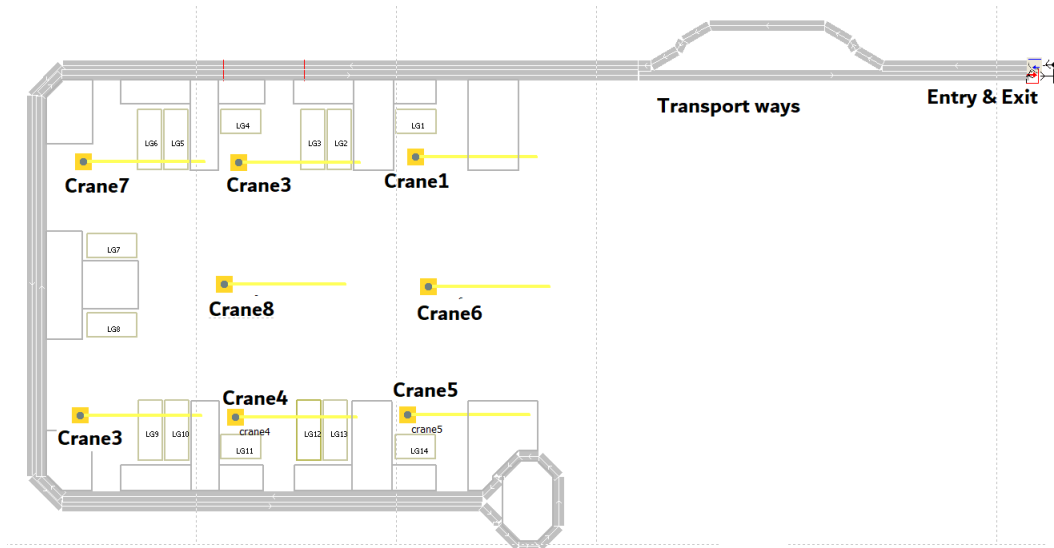 Entry & Exit
Transport ways
LG6
LG5
LG4
LG3
LG2
LG1
Crane7
Crane3
Crane1
LG7
LG8
Crane8
Crane6
Crane4
Crane5
Crane3
crane4
crane5
LG9
LG10
LG11
LG12
LG13
LG14